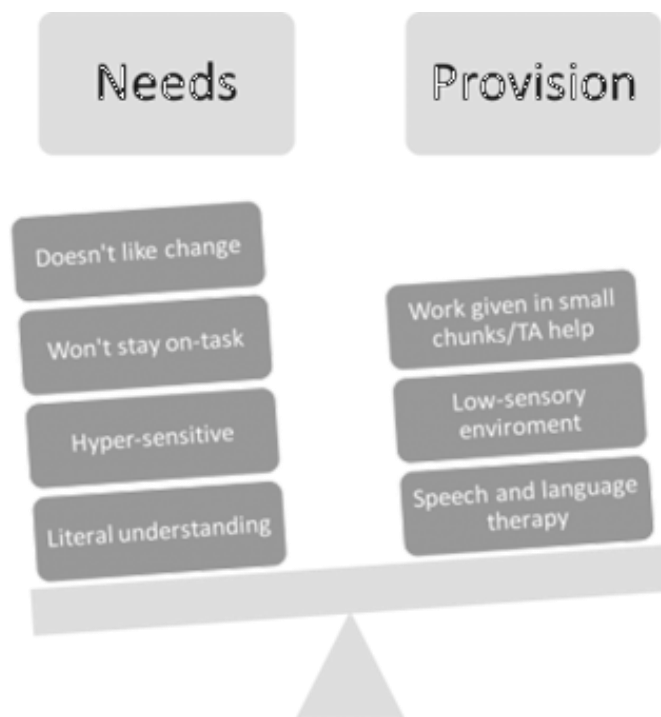 Needs
Provision
Doesn't like change
Won't stay on-task
Hyper-sensitive
Literal understanding
Work given in small
chunks/TA help
Low-sensory
enviroment
Speech and language
therapy